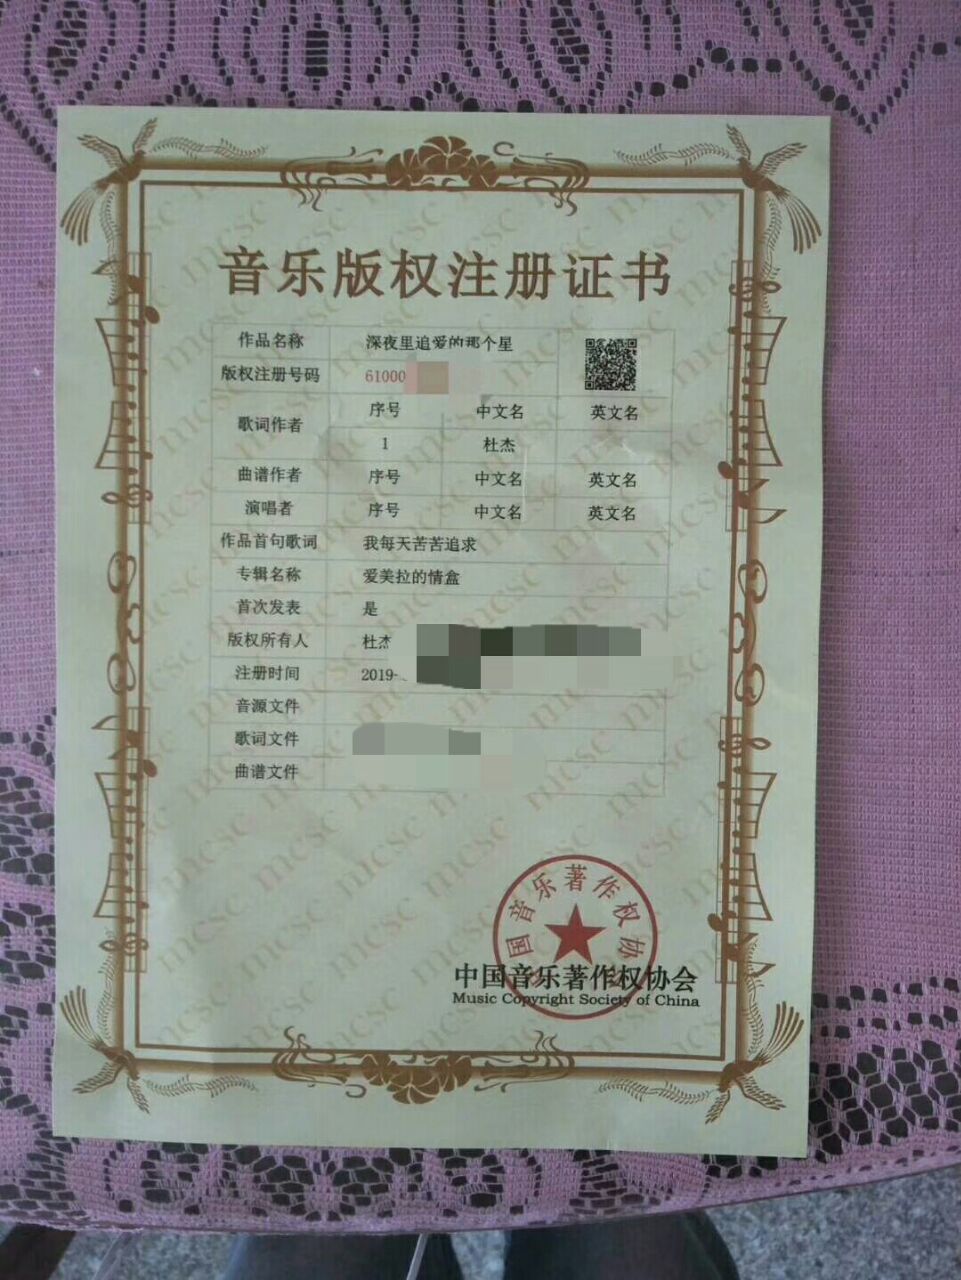 音乐版权注册证书
作品名称 深夜里追爱的那个星
版权注册号码 61000
歌词作者 序号 中文名 英文名
1 杜杰
曲谱作者 序号 中文名 英文名
演唱者 序号 中文名 英文名
作品首句歌词 我每天苦苦追求
专辑名称 爱美拉的情盒
首次发表 是
版权所有人 杜杰
注册时间 2019-
音源文件
歌词文件
曲谱文件
国音乐著作权协
中国音乐著作权协会
Music Copyright Society of China
mcsc